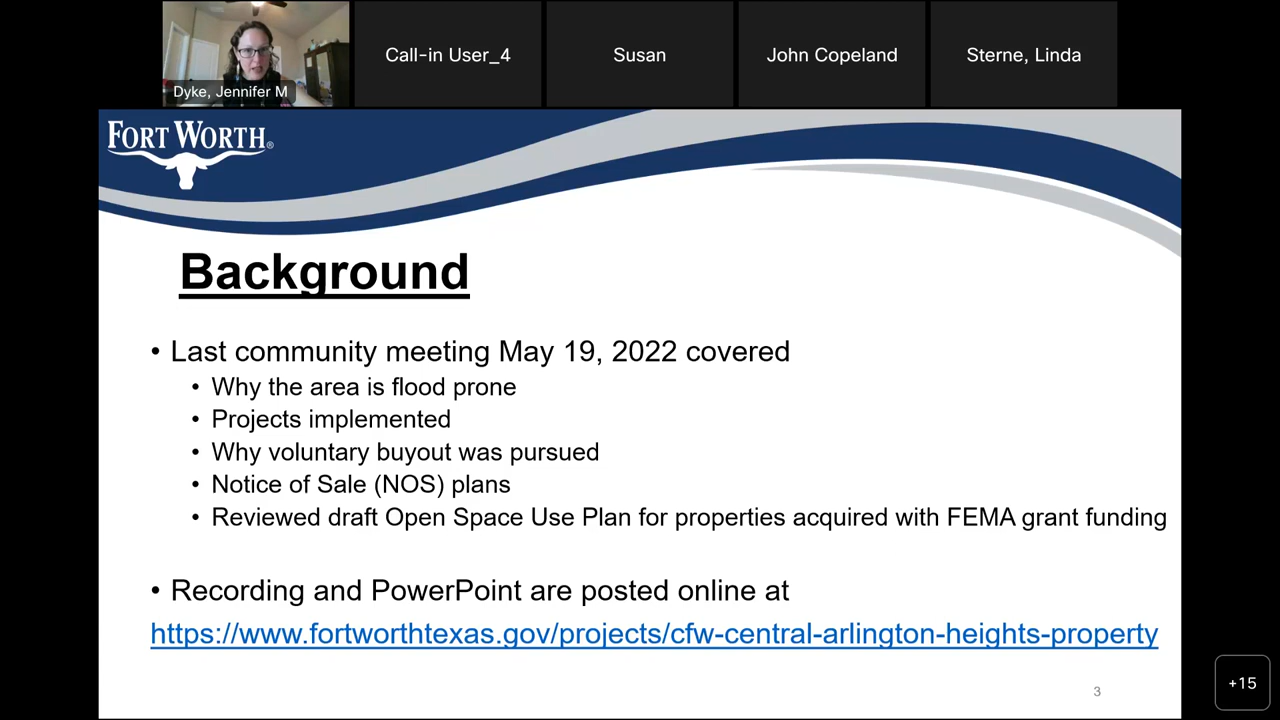 Dyke, Jennifer M
Call-in User_4
Susan
John Copeland
Sterne, Linda
FORT WORTH®
Background
• Last community meeting May 19, 2022 covered
• Why the area is flood prone
• Projects implemented
• Why voluntary buyout was pursued
• Notice of Sale (NOS) plans
• Reviewed draft Open Space Use Plan for properties acquired with FEMA grant funding
• Recording and PowerPoint are posted online at
https://www.fortworthtexas.gov/projects/cfw-central-arlington-heights-property
3
+15